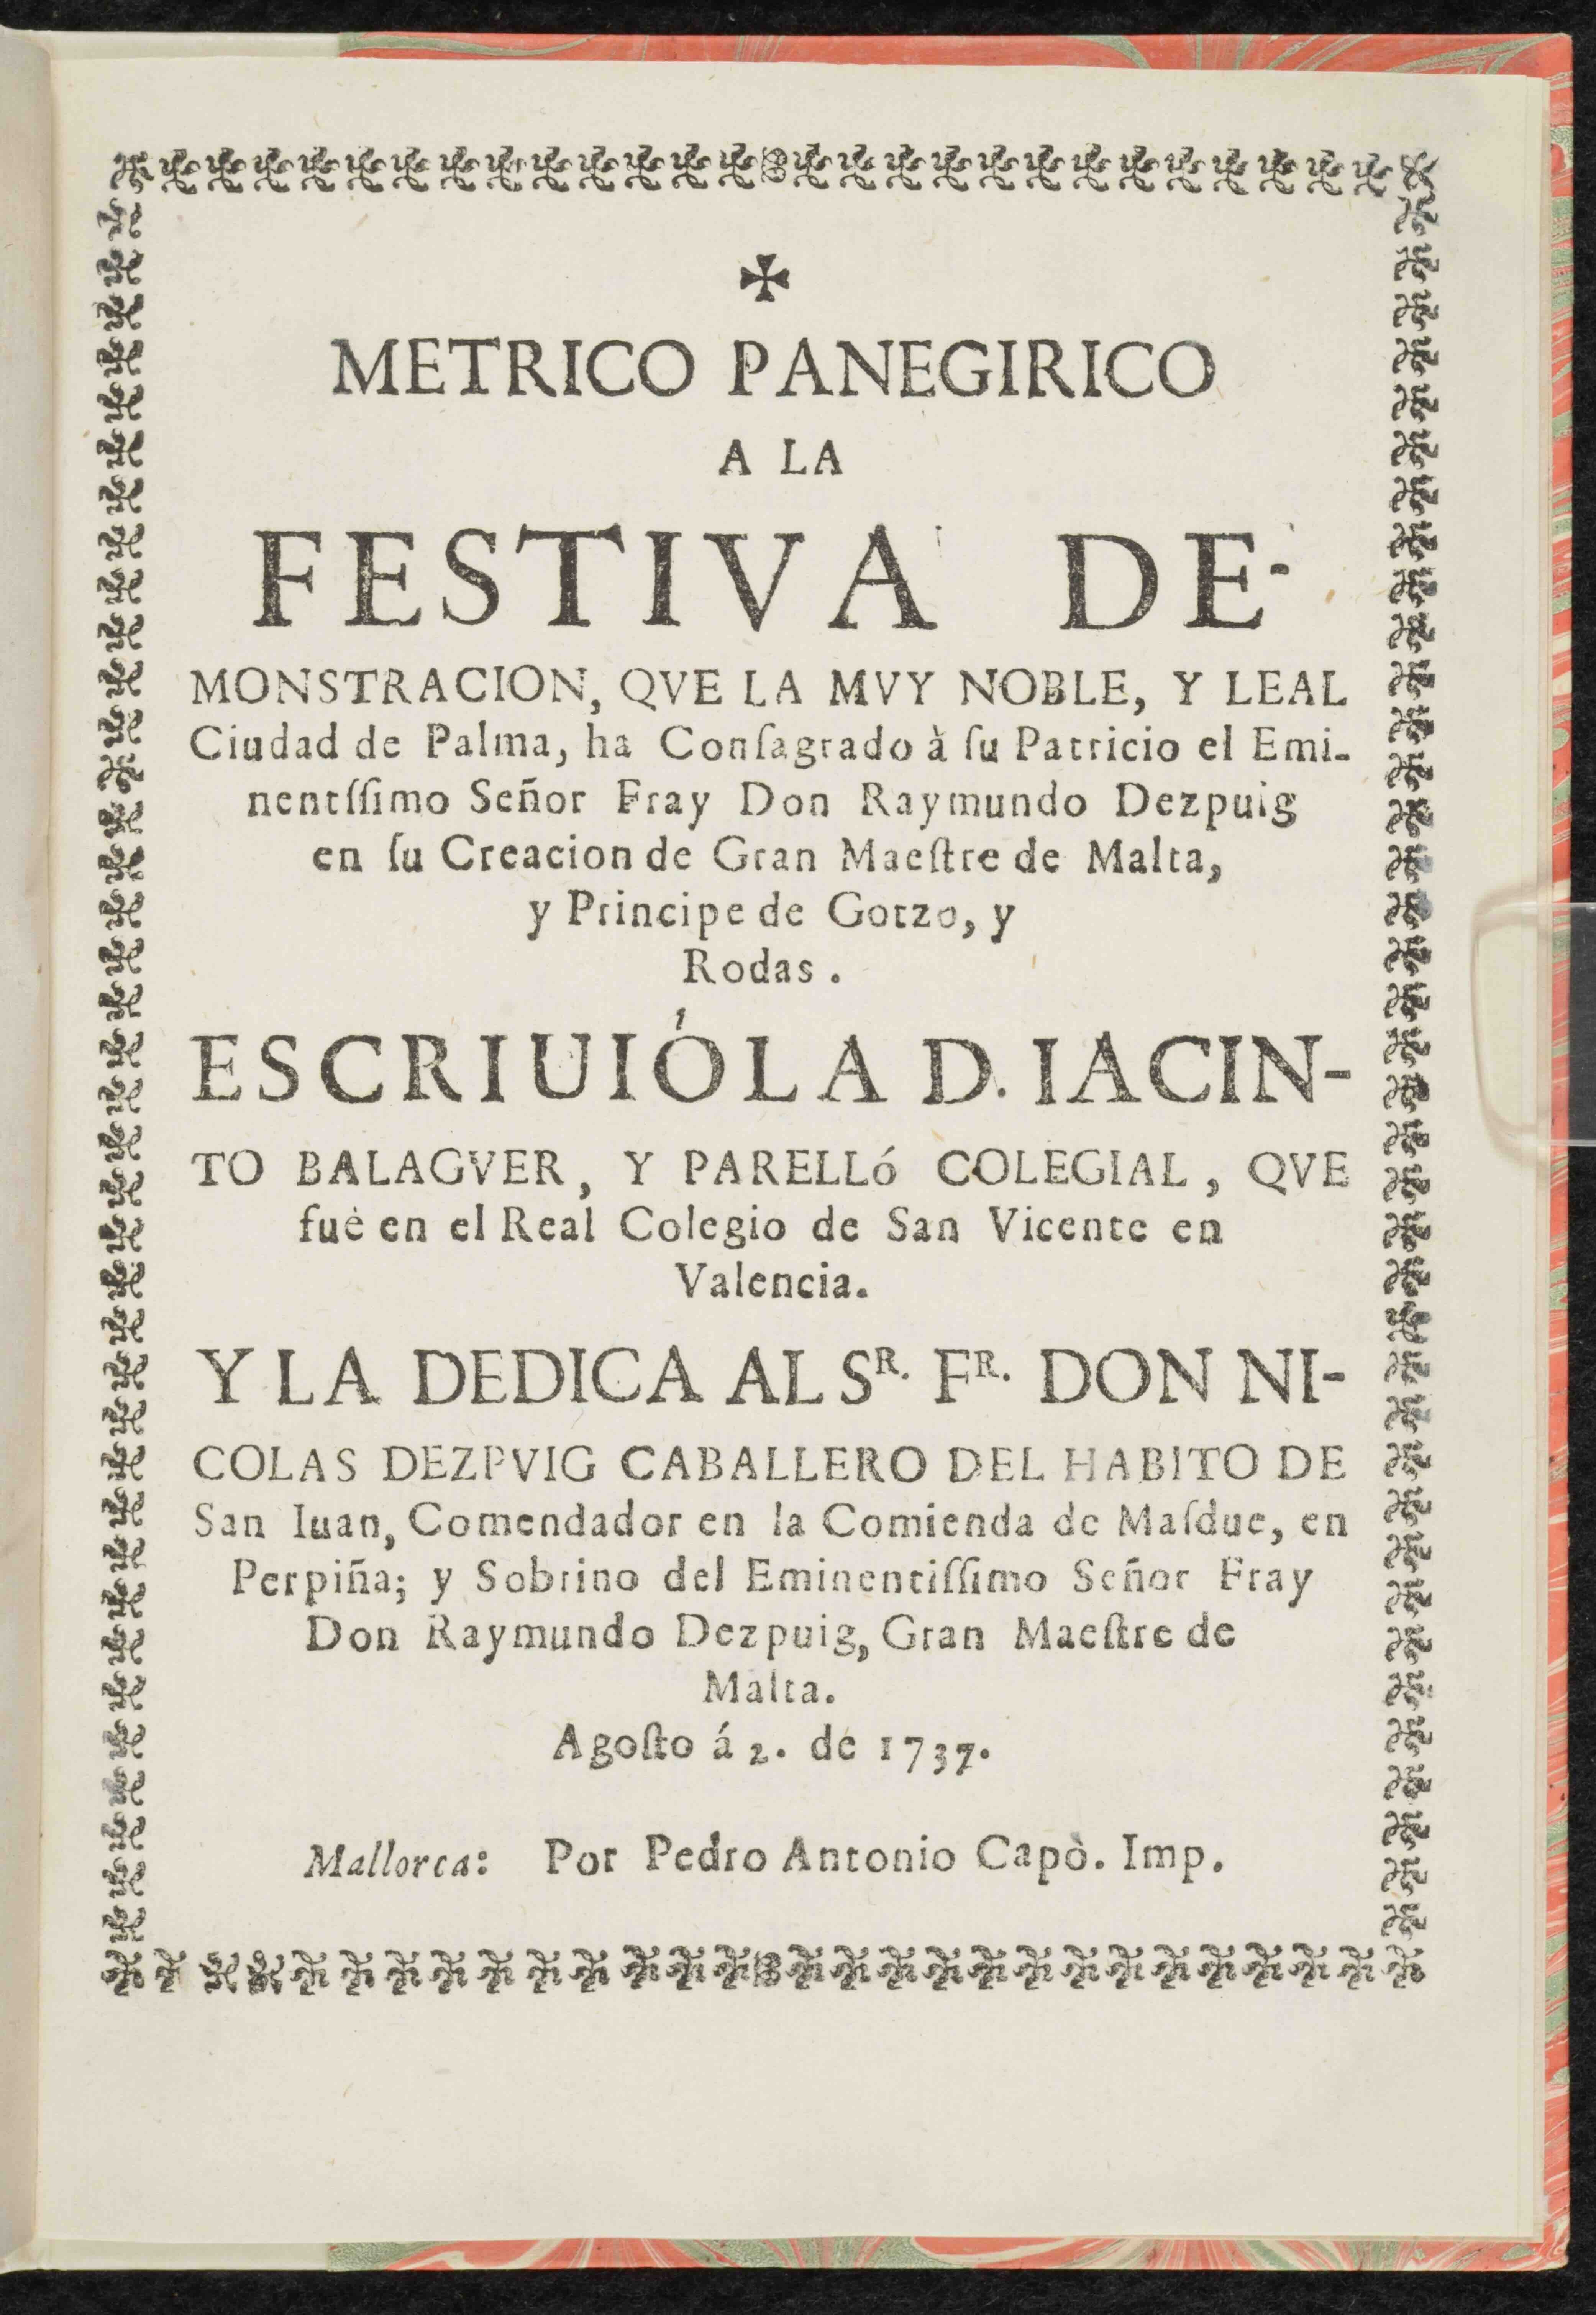 ✠
METRICO PANEGIRICO
A LA
FESTIVA DE-
MONSTRACION, QVE LA MVY NOBLE, Y LEAL
Ciudad de Palma, ha Conſagrado à ſu Patricio el Emi-
nentſſimo Señor Fray Don Raymundo Dezpuig
en ſu Creacion de Gran Maeſtre de Malta,
y Principe de Gotzo, y
Rodas.
ESCRIUIÓLA D. IACIN-
TO BALAGVER, Y PARELLó COLEGIAL, QVE
fuè en el Real Colegio de San Vicente en
Valencia.
Y LA DEDICA AL SR. FR. DON NI-
COLAS DEZPVIG CABALLERO DEL HABITO DE
San Iuan, Comendador en la Comienda de Maſdue, en
Perpiña; y Sobrino del Eminentiſſimo Señor Fray
Don Raymundo Dezpuig, Gran Maeſtre de
Malta.
Agoſto á 2. de 1737.
Mallorca: Por Pedro Antonio Capò. Imp.